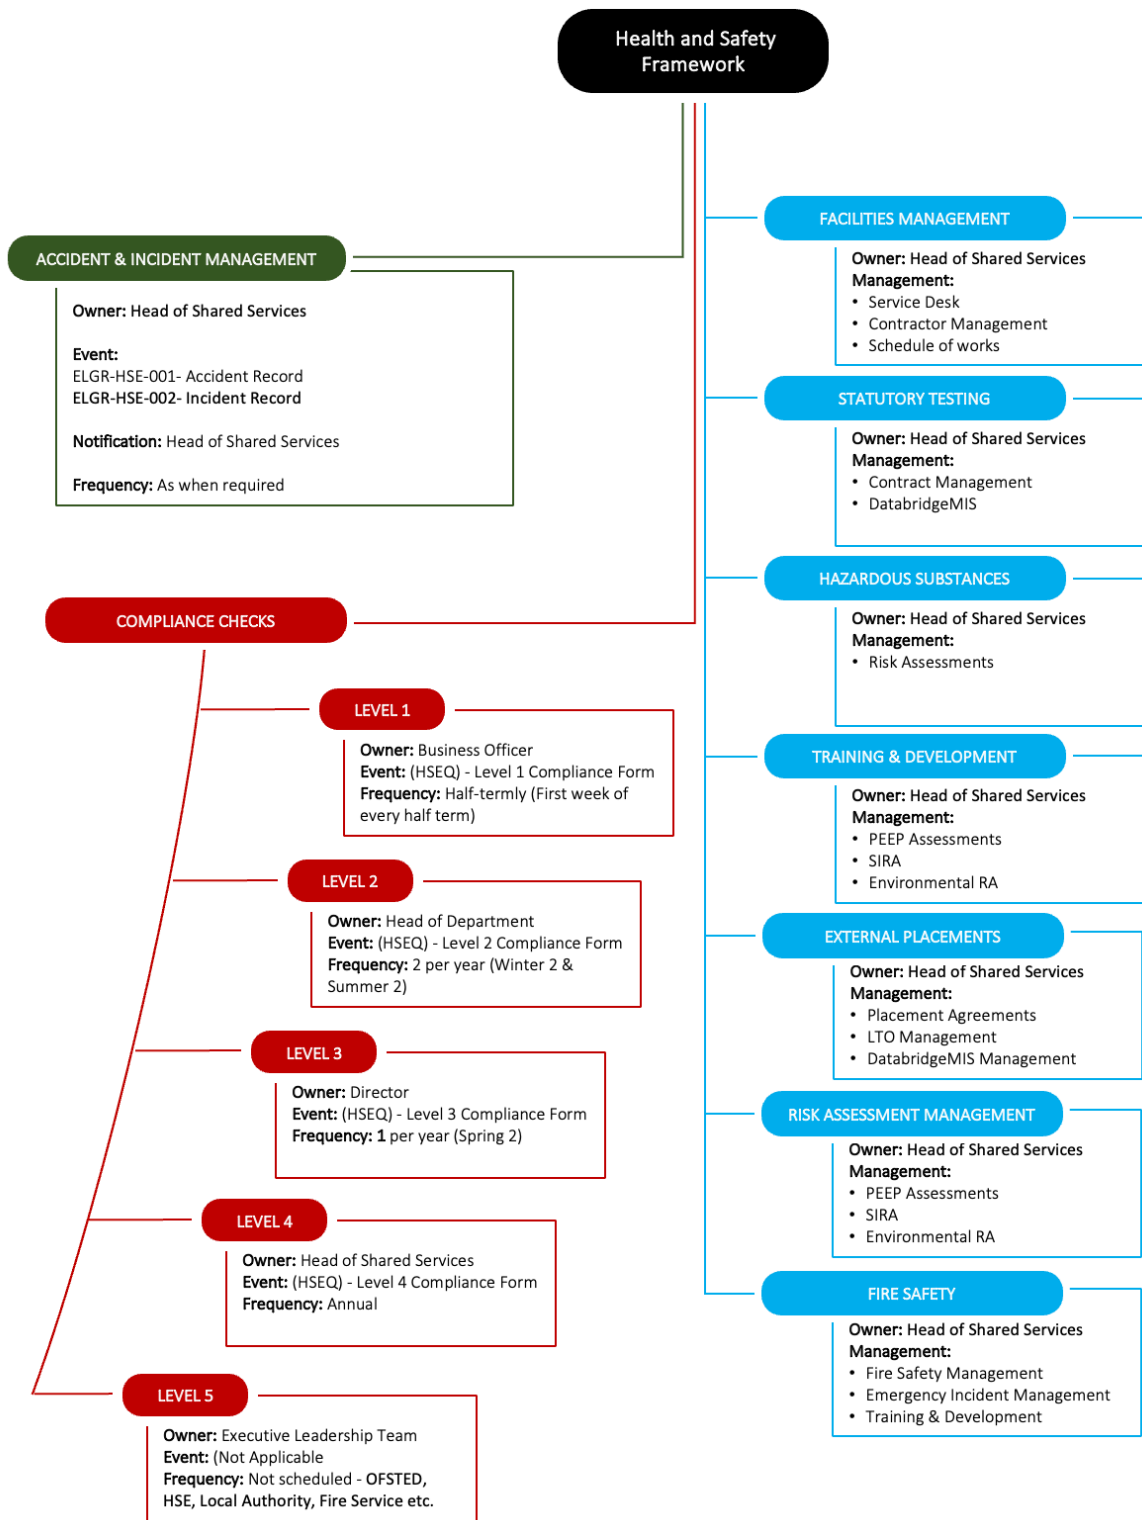 Health and Safety
Framework
ACCIDENT & INCIDENT MANAGEMENT
Owner: Head of Shared Services
Event:
ELGR-HSE-001- Accident Record
ELGR-HSE-002- Incident Record
Notification: Head of Shared Services
Frequency: As when required
COMPLIANCE CHECKS
LEVEL 1
Owner: Business Officer
Event: (HSEQ) - Level 1 Compliance Form
Frequency: Half-termly (First week of
every half term)
LEVEL 2
Owner: Head of Department
Event: (HSEQ) - Level 2 Compliance Form
Frequency: 2 per year (Winter 2 &
Summer 2)
LEVEL 3
Owner: Director
Event: (HSEQ) - Level 3 Compliance Form
Frequency: 1 per year (Spring 2)
LEVEL 4
Owner: Head of Shared Services
Event: (HSEQ) - Level 4 Compliance Form
Frequency: Annual
LEVEL 5
Owner: Executive Leadership Team
Event: (Not Applicable
Frequency: Not scheduled - OFSTED,
HSE, Local Authority, Fire Service etc.
FACILITIES MANAGEMENT
Owner: Head of Shared Services
Management:
• Service Desk
• Contractor Management
• Schedule of works
STATUTORY TESTING
Owner: Head of Shared Services
Management:
• Contract Management
• DatabridgeMIS
HAZARDOUS SUBSTANCES
Owner: Head of Shared Services
Management:
• Risk Assessments
TRAINING & DEVELOPMENT
Owner: Head of Shared Services
Management:
• PEEP Assessments
• SIRA
• Environmental RA
EXTERNAL PLACEMENTS
Owner: Head of Shared Services
Management:
• Placement Agreements
• LTO Management
• DatabridgeMIS Management
RISK ASSESSMENT MANAGEMENT
Owner: Head of Shared Services
Management:
• PEEP Assessments
• SIRA
• Environmental RA
FIRE SAFETY
Owner: Head of Shared Services
Management:
• Fire Safety Management
• Emergency Incident Management
• Training & Development